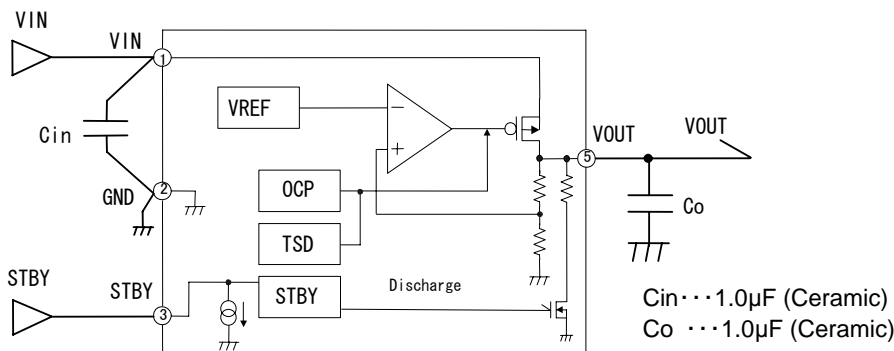 VIN
VIN
1
VREF
−
+
VOUT
VOUT
5
Cin
GND
2
OCP
Co
TSD
STBY
STBY
3
STBY
Discharge
Cin・・・1.0µF (Ceramic)
Co ・・・1.0µF (Ceramic)